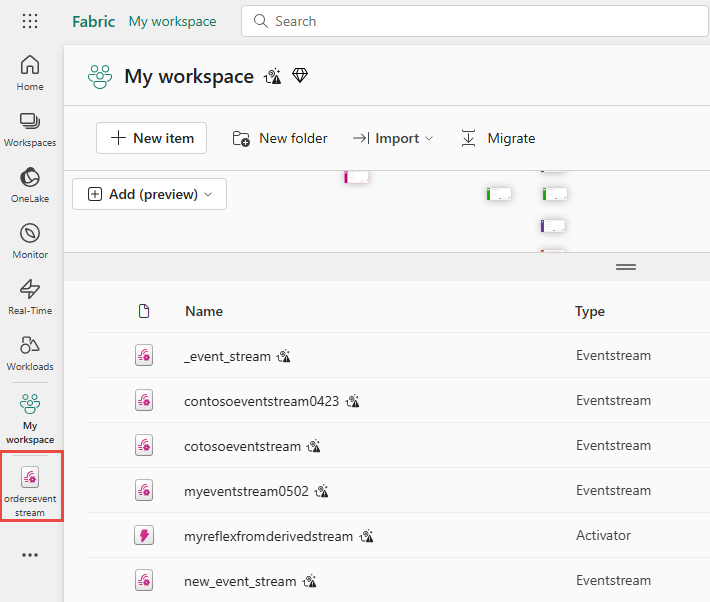 Fabric My workspace
Search
Home
Workspaces
OneLake
Monitor
Real-Time
Workloads
My
workspace
ordersevent
stream
My workspace
New item
New folder
Import
Migrate
Add (preview)
Name Type
_event_stream Eventstream
contosoeventstream0423 Eventstream
cotosoeventstream Eventstream
myeventstream0502 Eventstream
myreflexfromderivedstream Activator
new_event_stream Eventstream